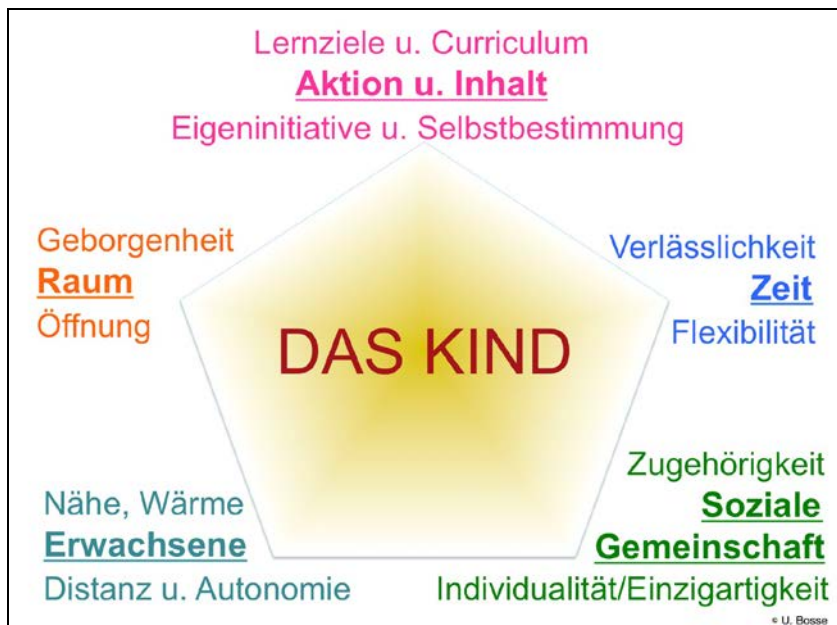 Lernziele u. Curriculum
Aktion u. Inhalt
Eigeninitiative u. Selbstbestimmung
Geborgenheit
Raum
Öffnung
Verlässlichkeit
Zeit
Flexibilität
DAS KIND
Nähe, Wärme
Erwachsene
Distanz u. Autonomie
Zugehörigkeit
Soziale
Gemeinschaft
Individualität/Einzigartigkeit
© U. Bosse